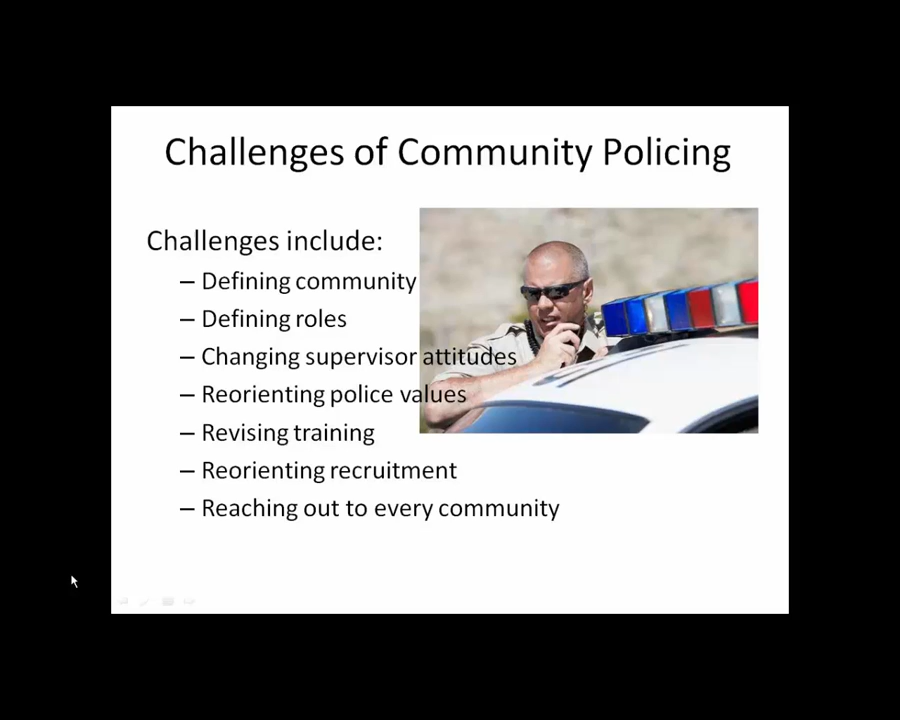 Challenges of Community Policing
Challenges include:
– Defining community
– Defining roles
– Changing supervisor attitudes
– Reorienting police values
– Revising training
– Reorienting recruitment
– Reaching out to every community